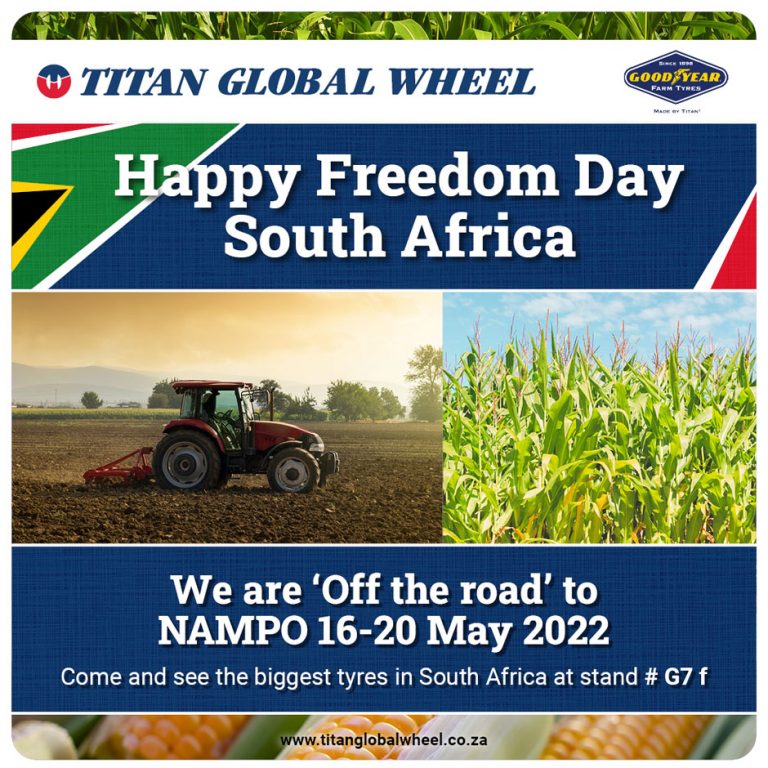 TITAN GLOBAL WHEEL
SINCE 1898
GOODYEAR
FARM TYRES
MADE BY TITAN*
Happy Freedom Day
South Africa
We are ‘Off the road’ to
NAMPO 16-20 May 2022
Come and see the biggest tyres in South Africa at stand # G7 f
www.titanglobalwheel.co.za